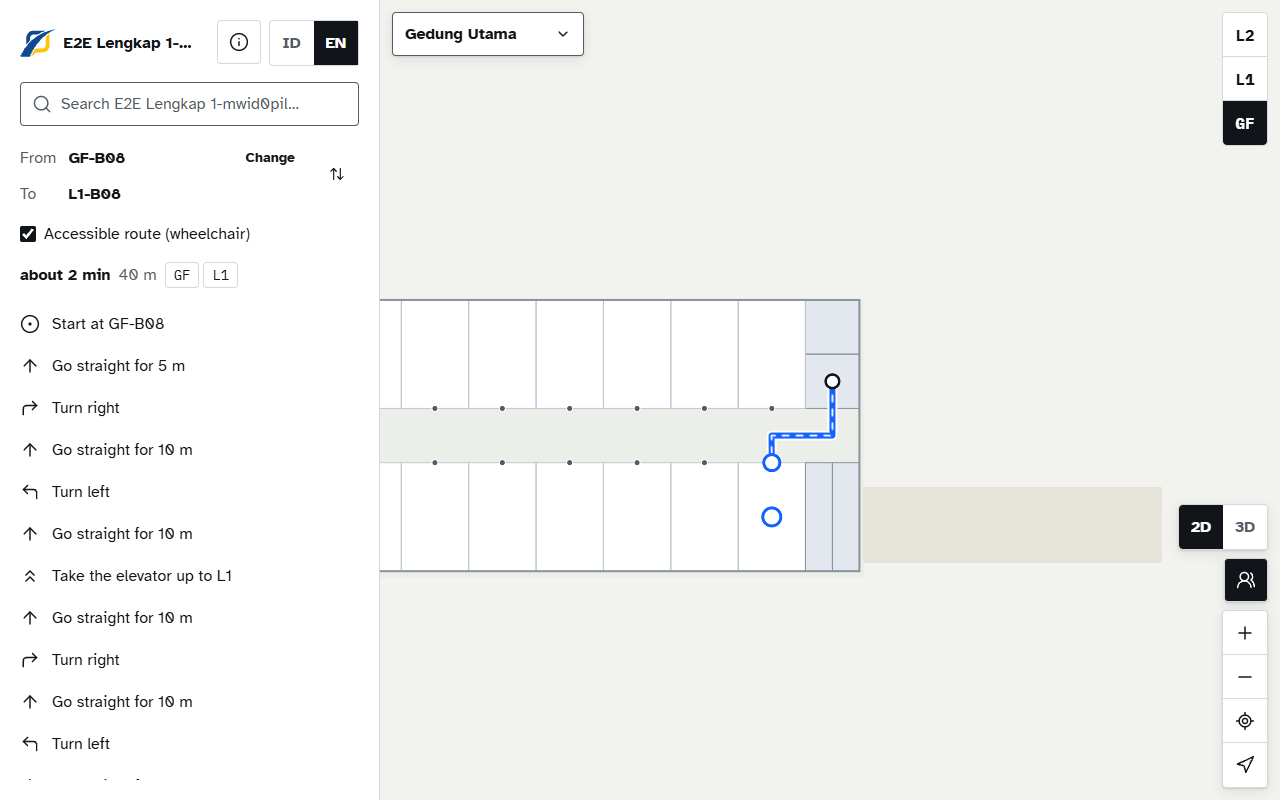 E2E Lengkap 1-...
ID
EN
Search E2E Lengkap 1-mwid0pil...
From GF-B08
Change
To L1-B08
Accessible route (wheelchair)
about 2 min 40 m GF L1
Start at GF-B08
Go straight for 5 m
Turn right
Go straight for 10 m
Turn left
Go straight for 10 m
Take the elevator up to L1
Go straight for 10 m
Turn right
Go straight for 10 m
Turn left
Gedung Utama
L2
L1
GF
2D
3D